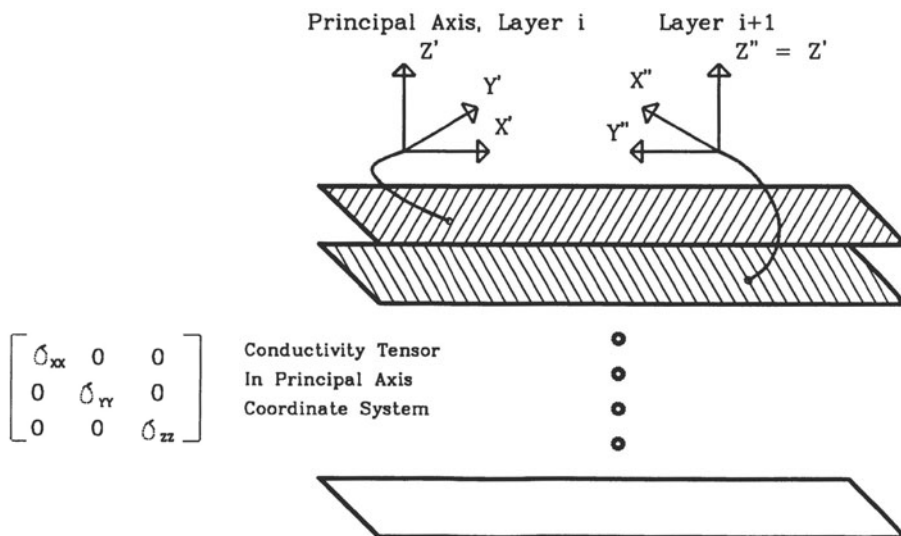 Principal Axis, Layer i
Layer i+1
Z'
Z" = Z'
Y'
X"
X'
Y"
σxx 0 0
0 σYY 0
0 0 σzz
Conductivity Tensor
In Principal Axis
Coordinate System